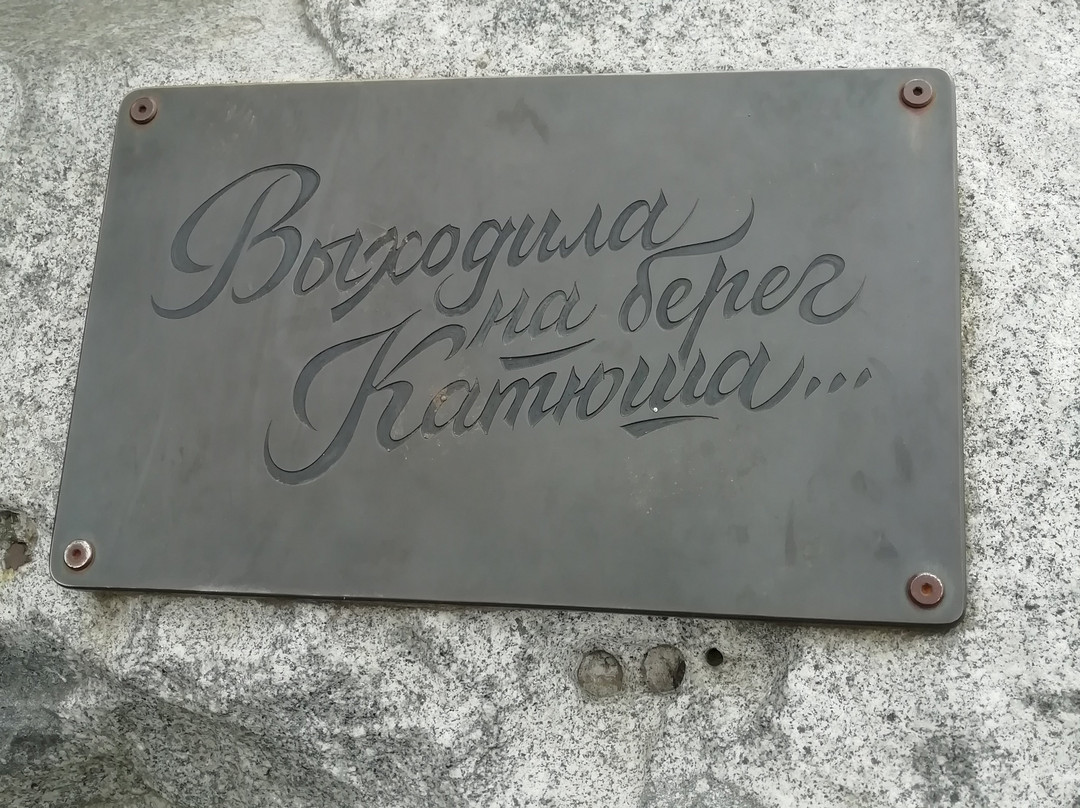 Выходила
на берег
Катюша...